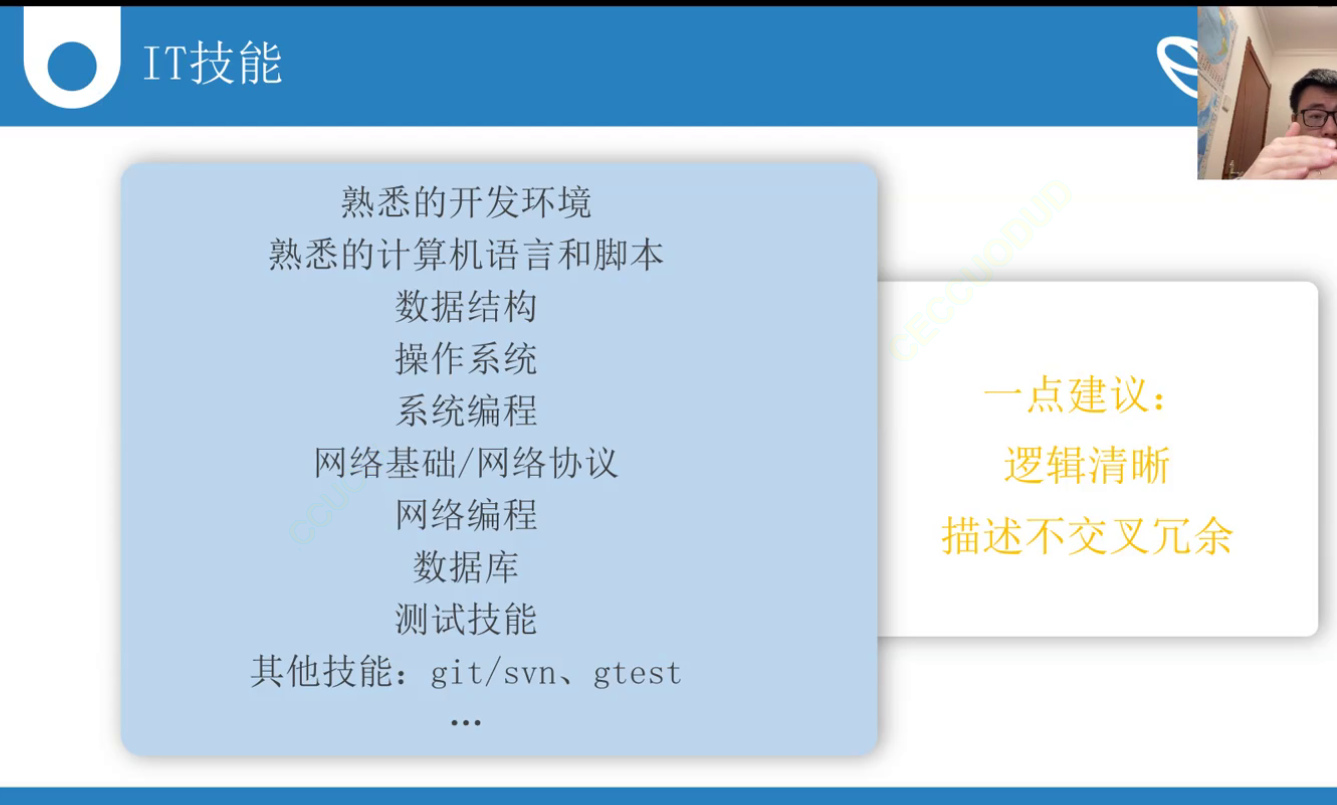 IT技能
熟悉的开发环境
熟悉的计算机语言和脚本
数据结构
操作系统
系统编程
网络基础/网络协议
网络编程
数据库
测试技能
其他技能：git/svn、gtest
...
一点建议：
逻辑清晰
描述不交叉冗余